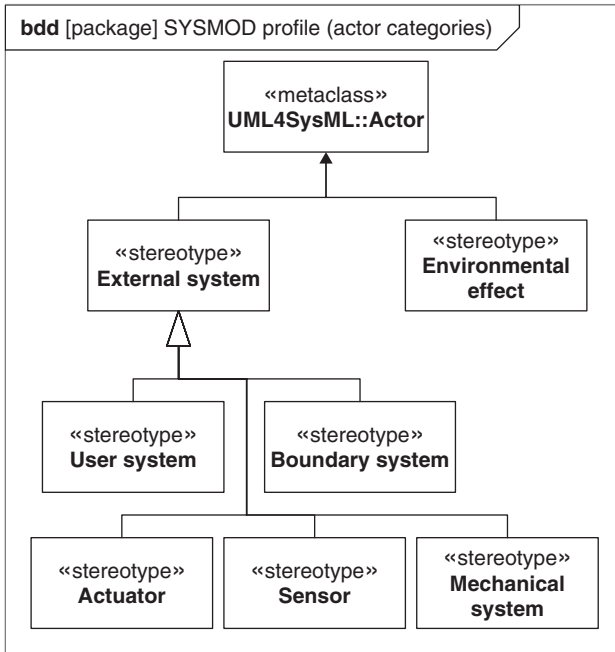 bdd [package] SYSMOD profile (actor categories)
«metaclass»
UML4SysML::Actor
«stereotype»
External system
«stereotype»
Environmental
effect
«stereotype»
User system
«stereotype»
Boundary system
«stereotype»
Actuator
«stereotype»
Sensor
«stereotype»
Mechanical
system